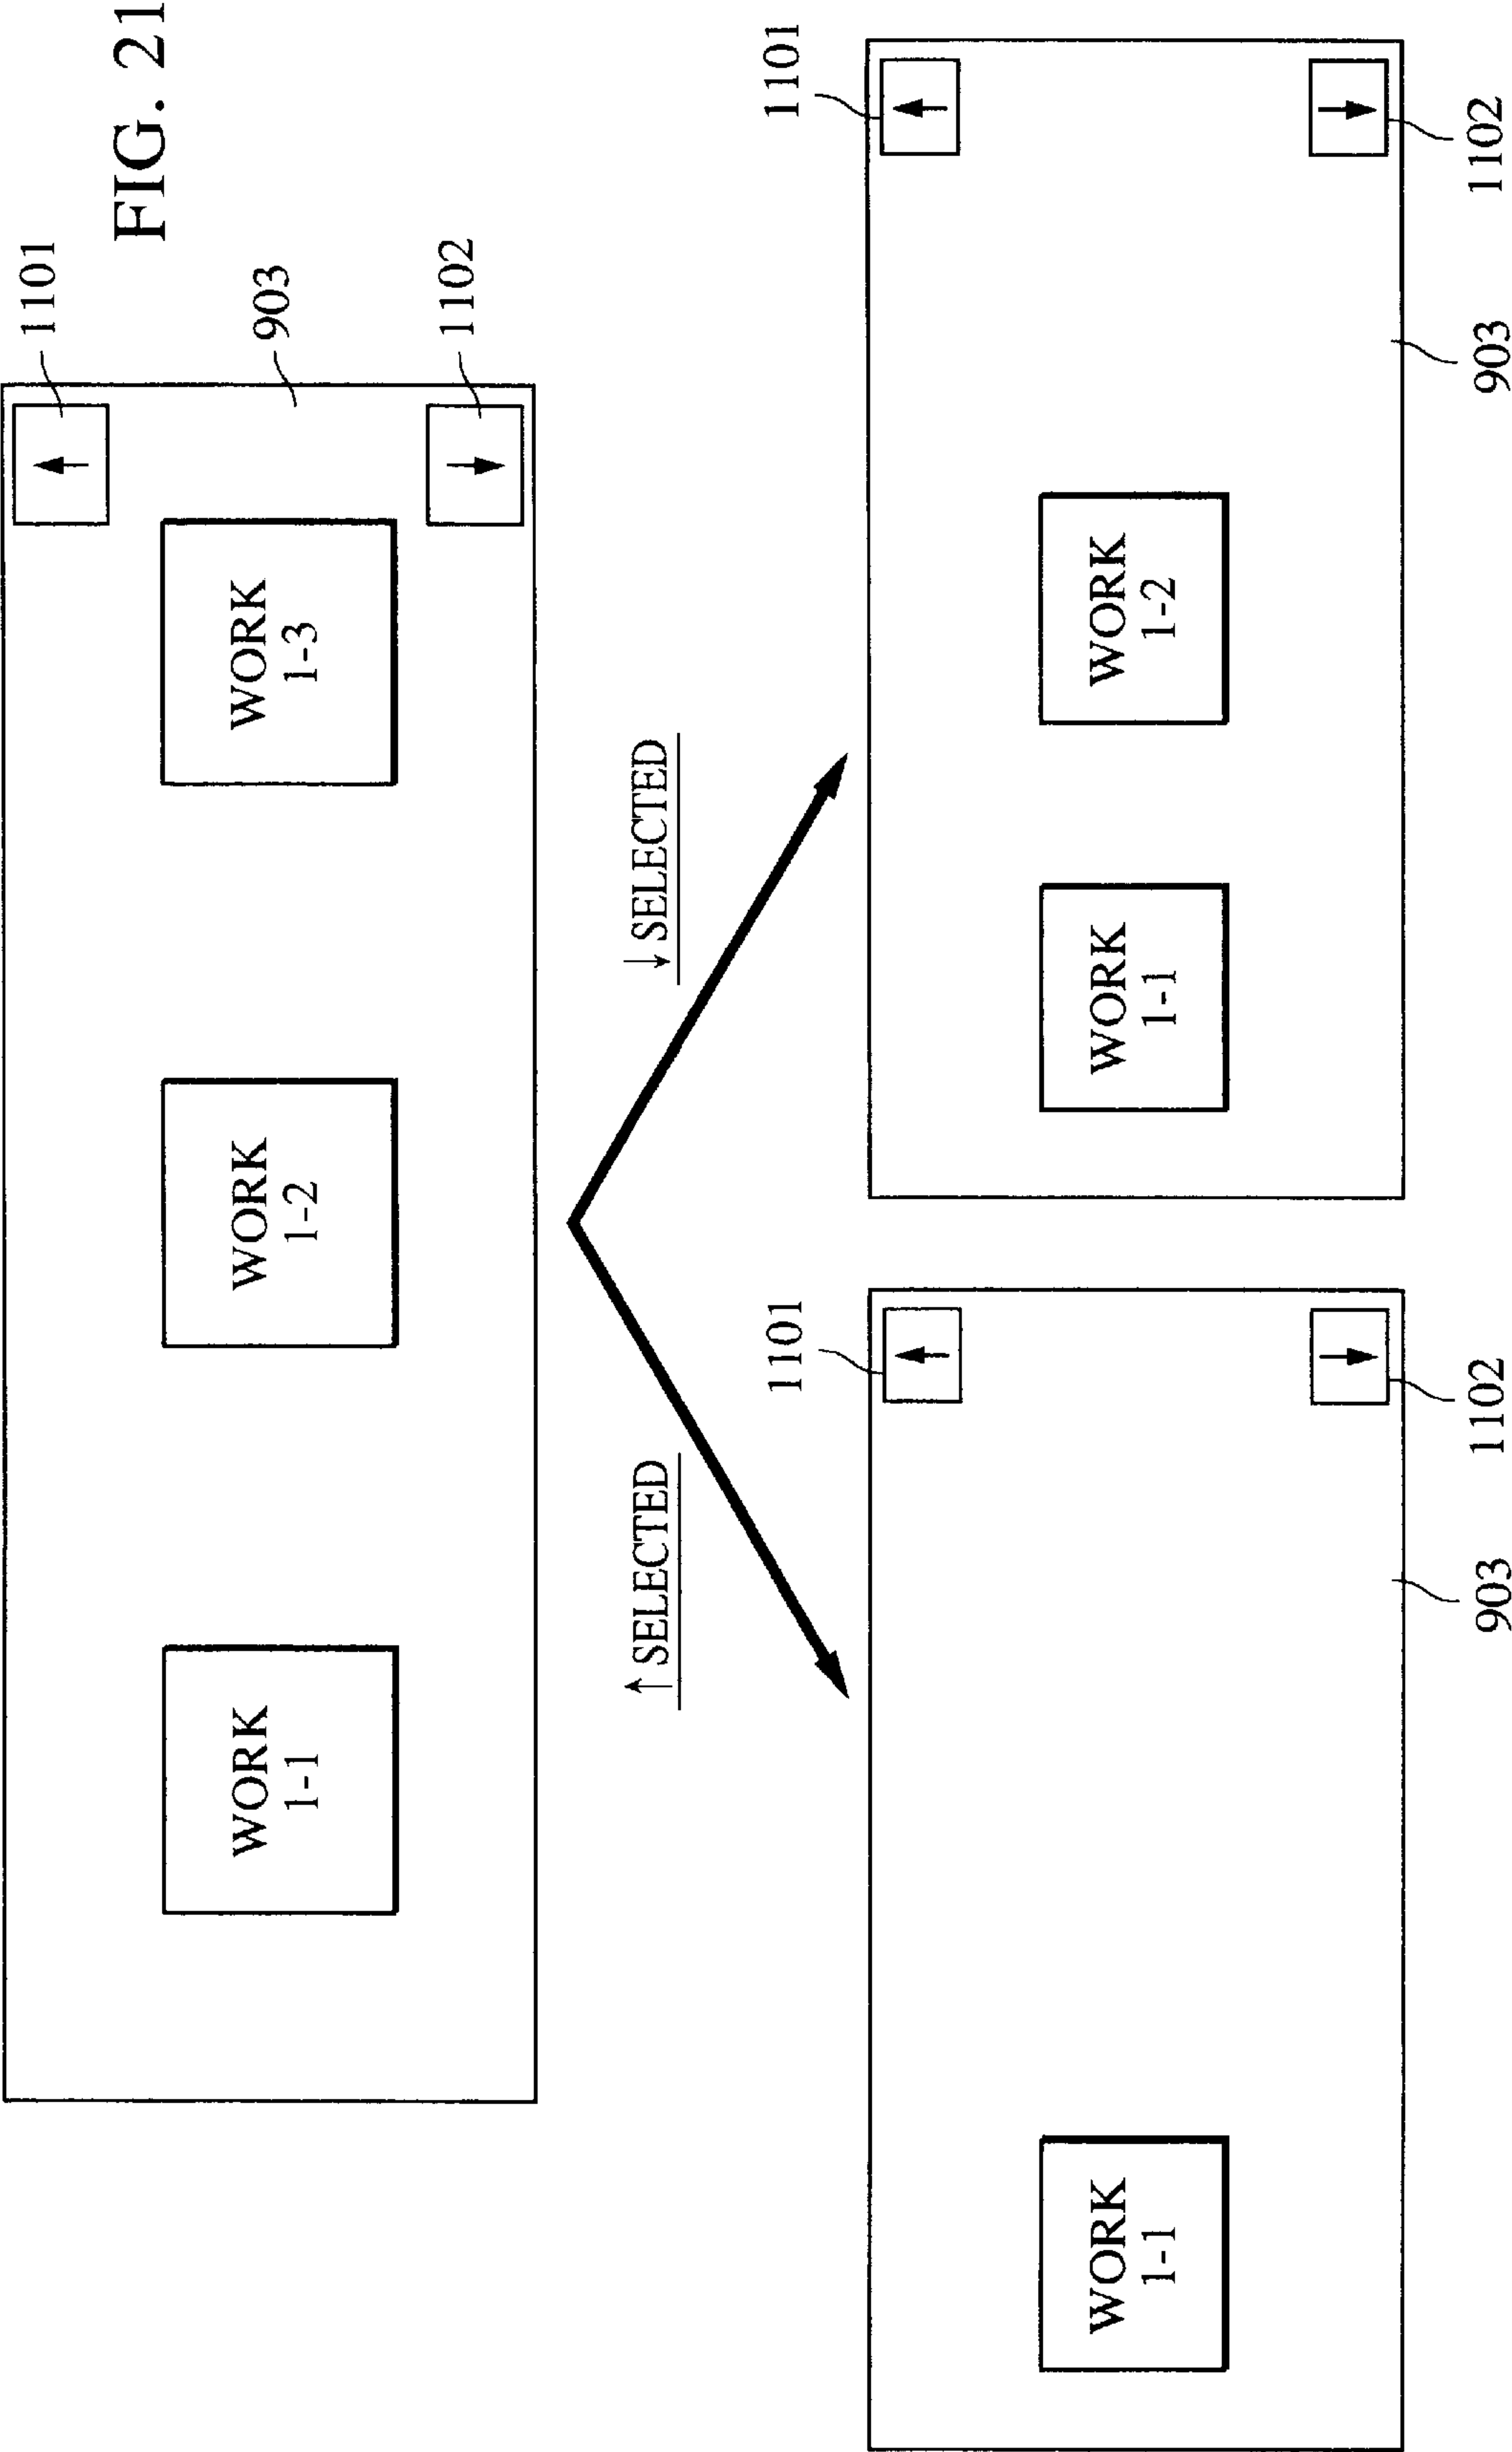 FIG. 21
1101
↑
WORK
1-1
WORK
1-2
WORK
1-3
903
↓
1102
↑ SELECTED
↓ SELECTED
1101
↑
WORK
1-1
↓
903
1102
1101
↑
WORK
1-1
WORK
1-2
↓
903
1102